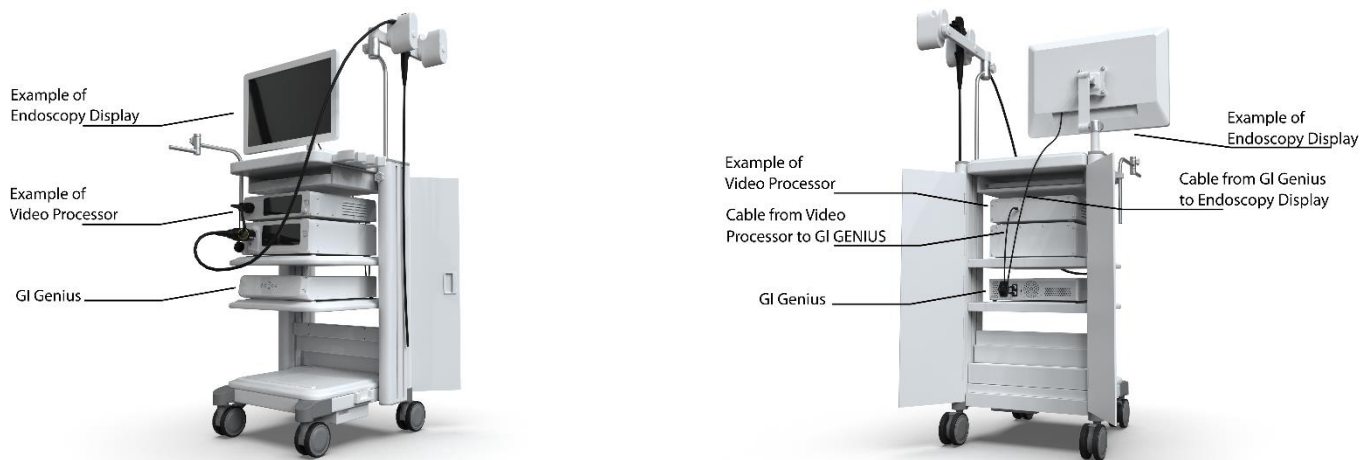 Example of
Endoscopy Display
Example of
Video Processor
GI Genius
Example of
Endoscopy Display
Example of
Video Processor
Cable from GI Genius
to Endoscopy Display
Cable from Video
Processor to GI GENIUS
GI Genius